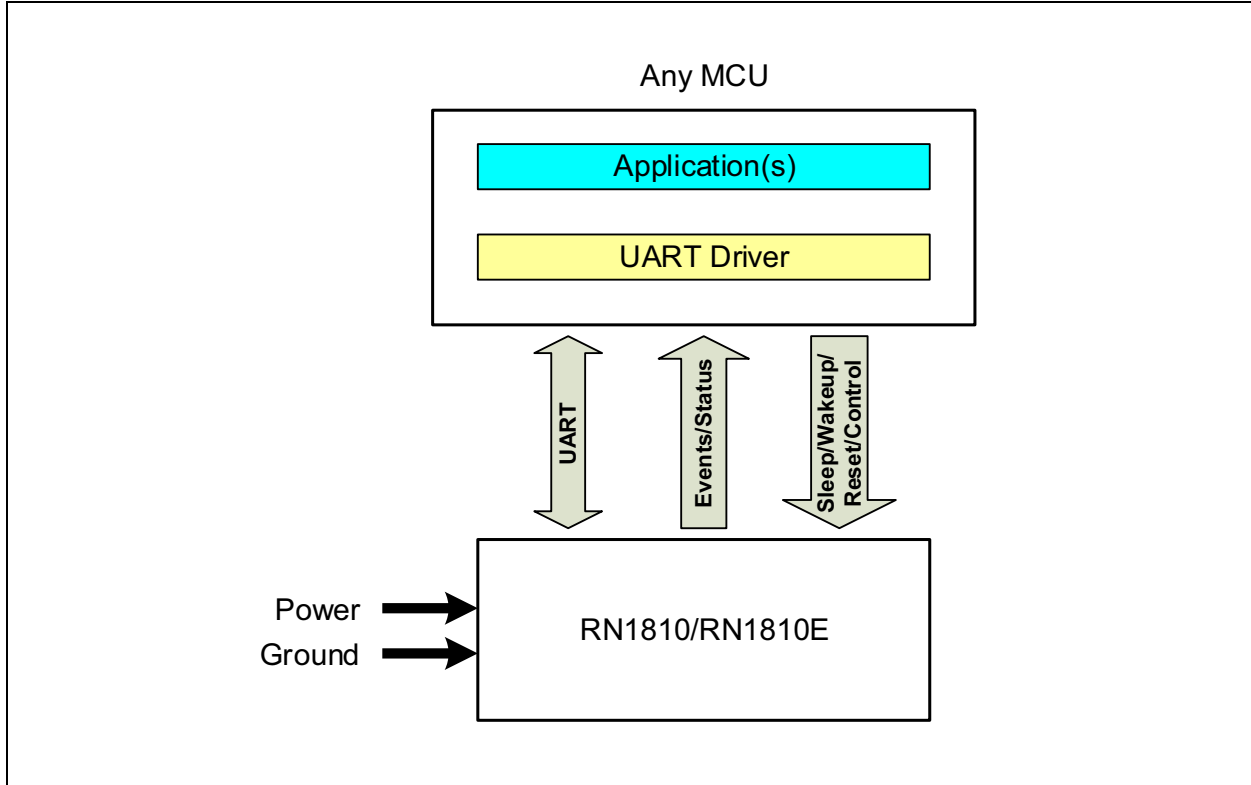 Any MCU
Application(s)
UART Driver
UART
Events/Status
Sleep/Wakeup/
Reset/Control
Power
Ground
RN1810/RN1810E